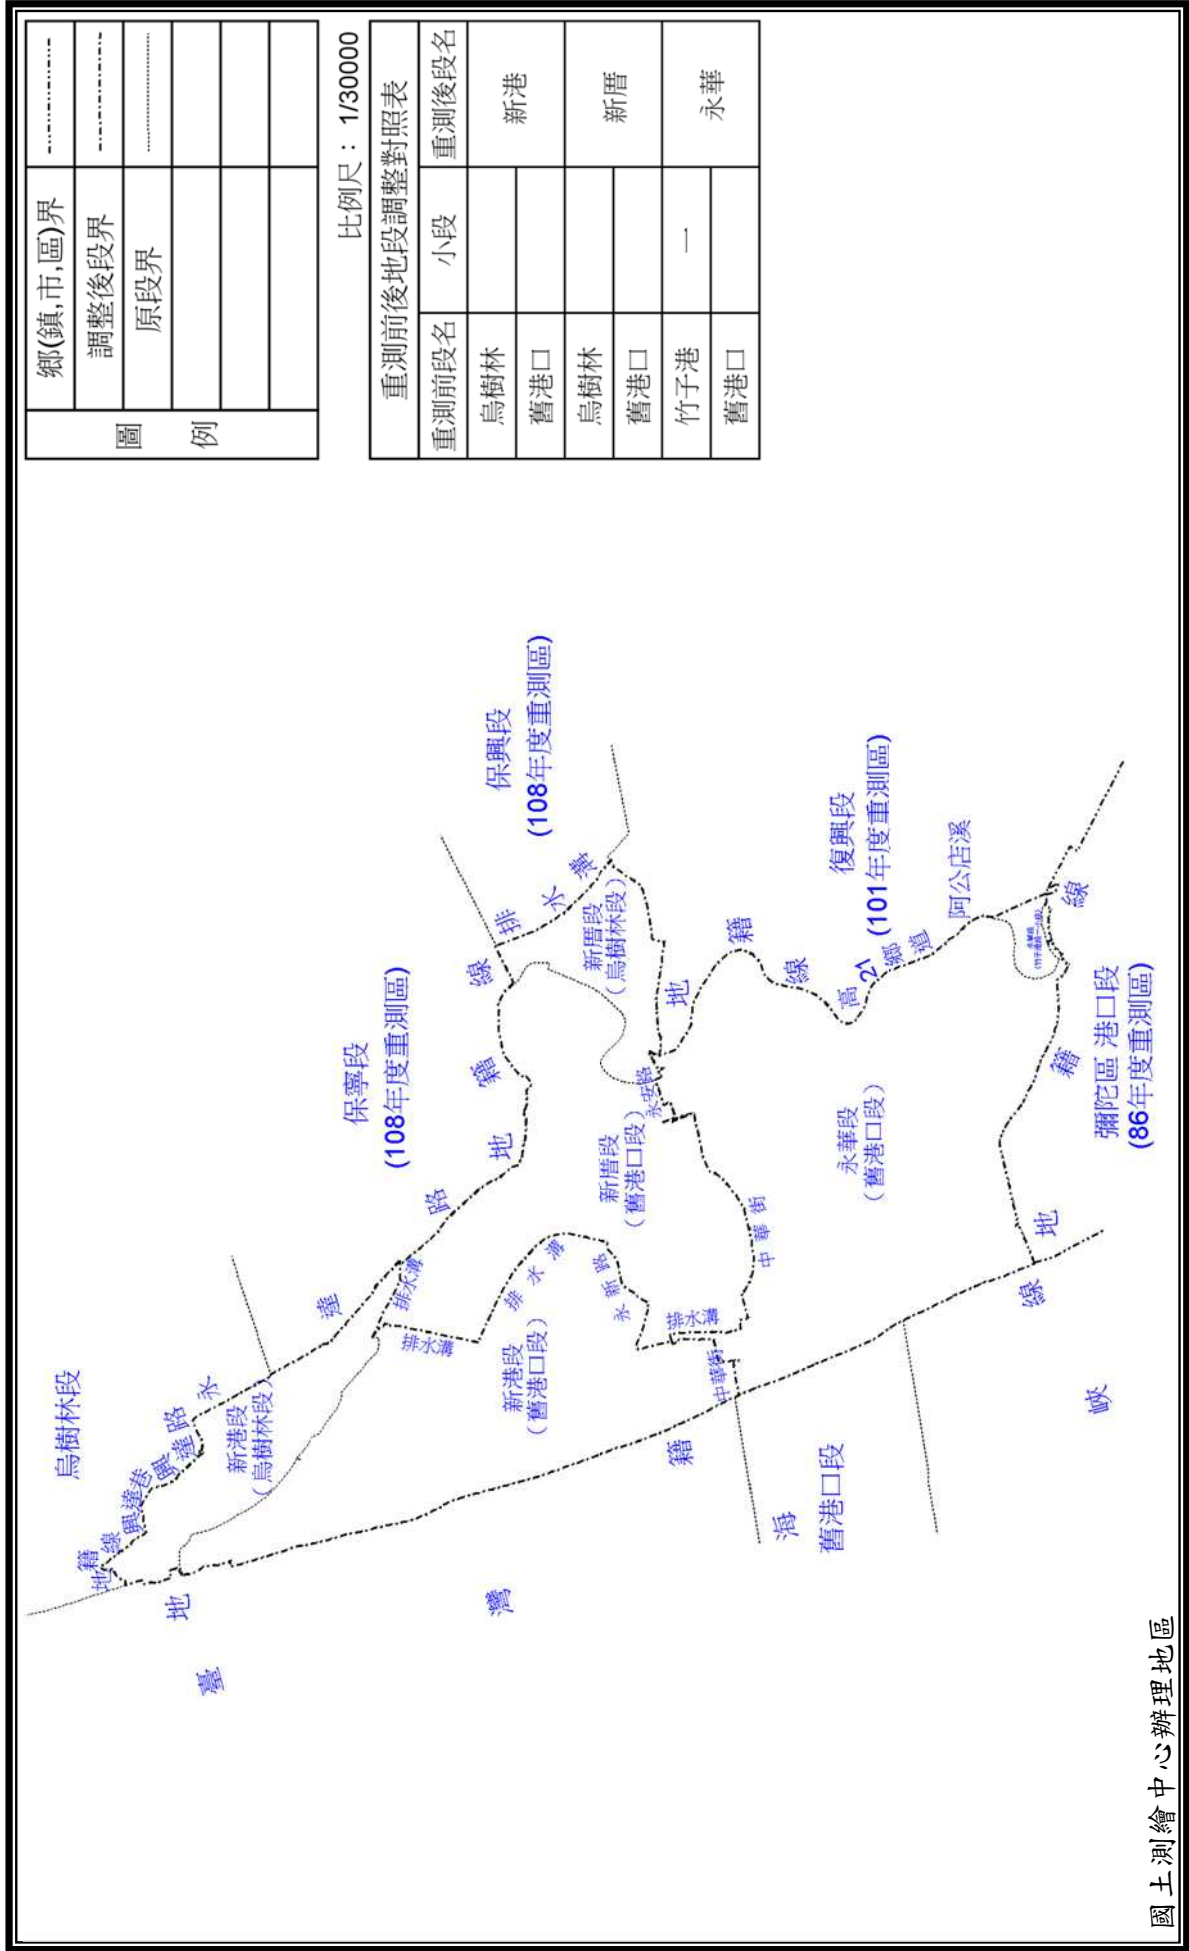 圖例
鄉(鎮,市,區)界
調整後段界
原段界
比例尺：1/30000
重測前後地段調整對照表
重測前段名 小段 重測後段名
烏樹林 新港
舊港口
烏樹林 新厝
舊港口
竹子港 一 永華
舊港口
烏樹林段
保寧段
(108年度重測區)
保興段
(108年度重測區)
復興段
(101年度重測區)
阿公店溪
彌陀區 港口段
(86年度重測區)
舊港口段
新港段
(烏樹林段)
新港段
(舊港口段)
新厝段
(舊港口段)
新厝段
(烏樹林段)
永華段
(舊港口段)
地籍線
興達巷
興達路
永達路
地籍線
排水溝
地籍線
高21鄉道
地籍線
地籍線
排水溝
排水溝
排水溝
永新路
排水溝
中華街
中華街
永安路
臺灣海峽
國土測繪中心辦理地區